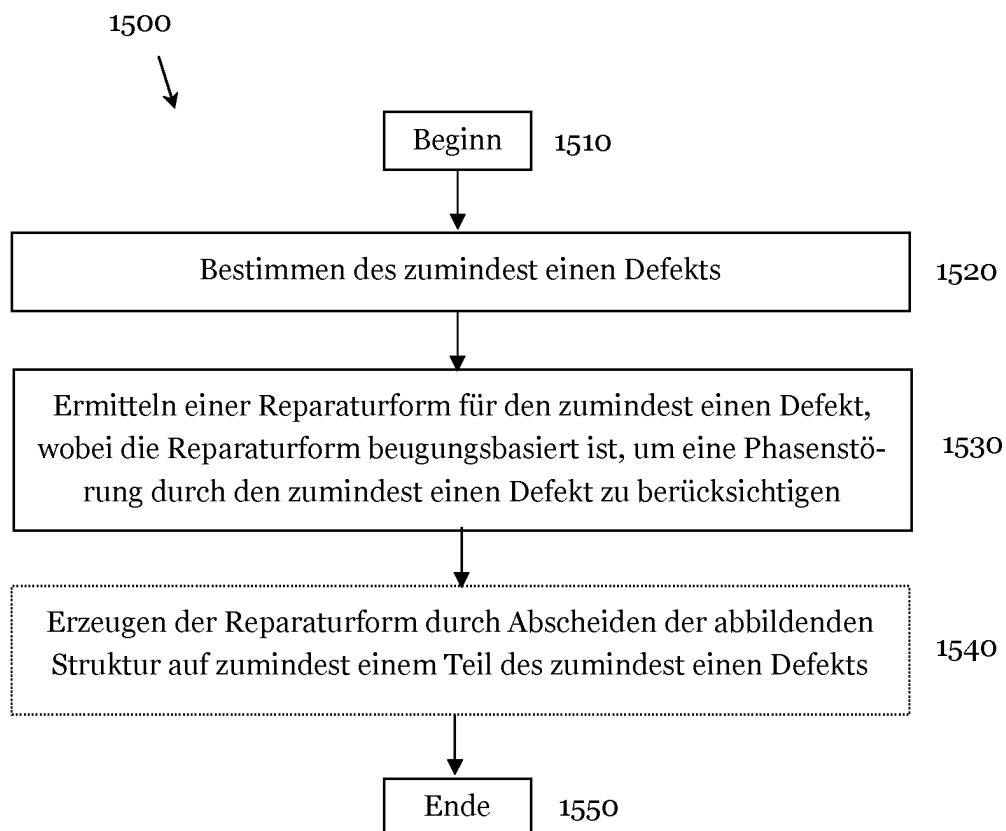 1500
Beginn 1510
Bestimmen des zumindest einen Defekts 1520
Ermitteln einer Reparaturform für den zumindest einen Defekt,
wobei die Reparaturform beugungsbasiert ist, um eine Phasenstö-
rung durch den zumindest einen Defekt zu berücksichtigen
1530
Erzeugen der Reparaturform durch Abscheiden der abbildenden
Struktur auf zumindest einem Teil des zumindest einen Defekts
1540
Ende 1550